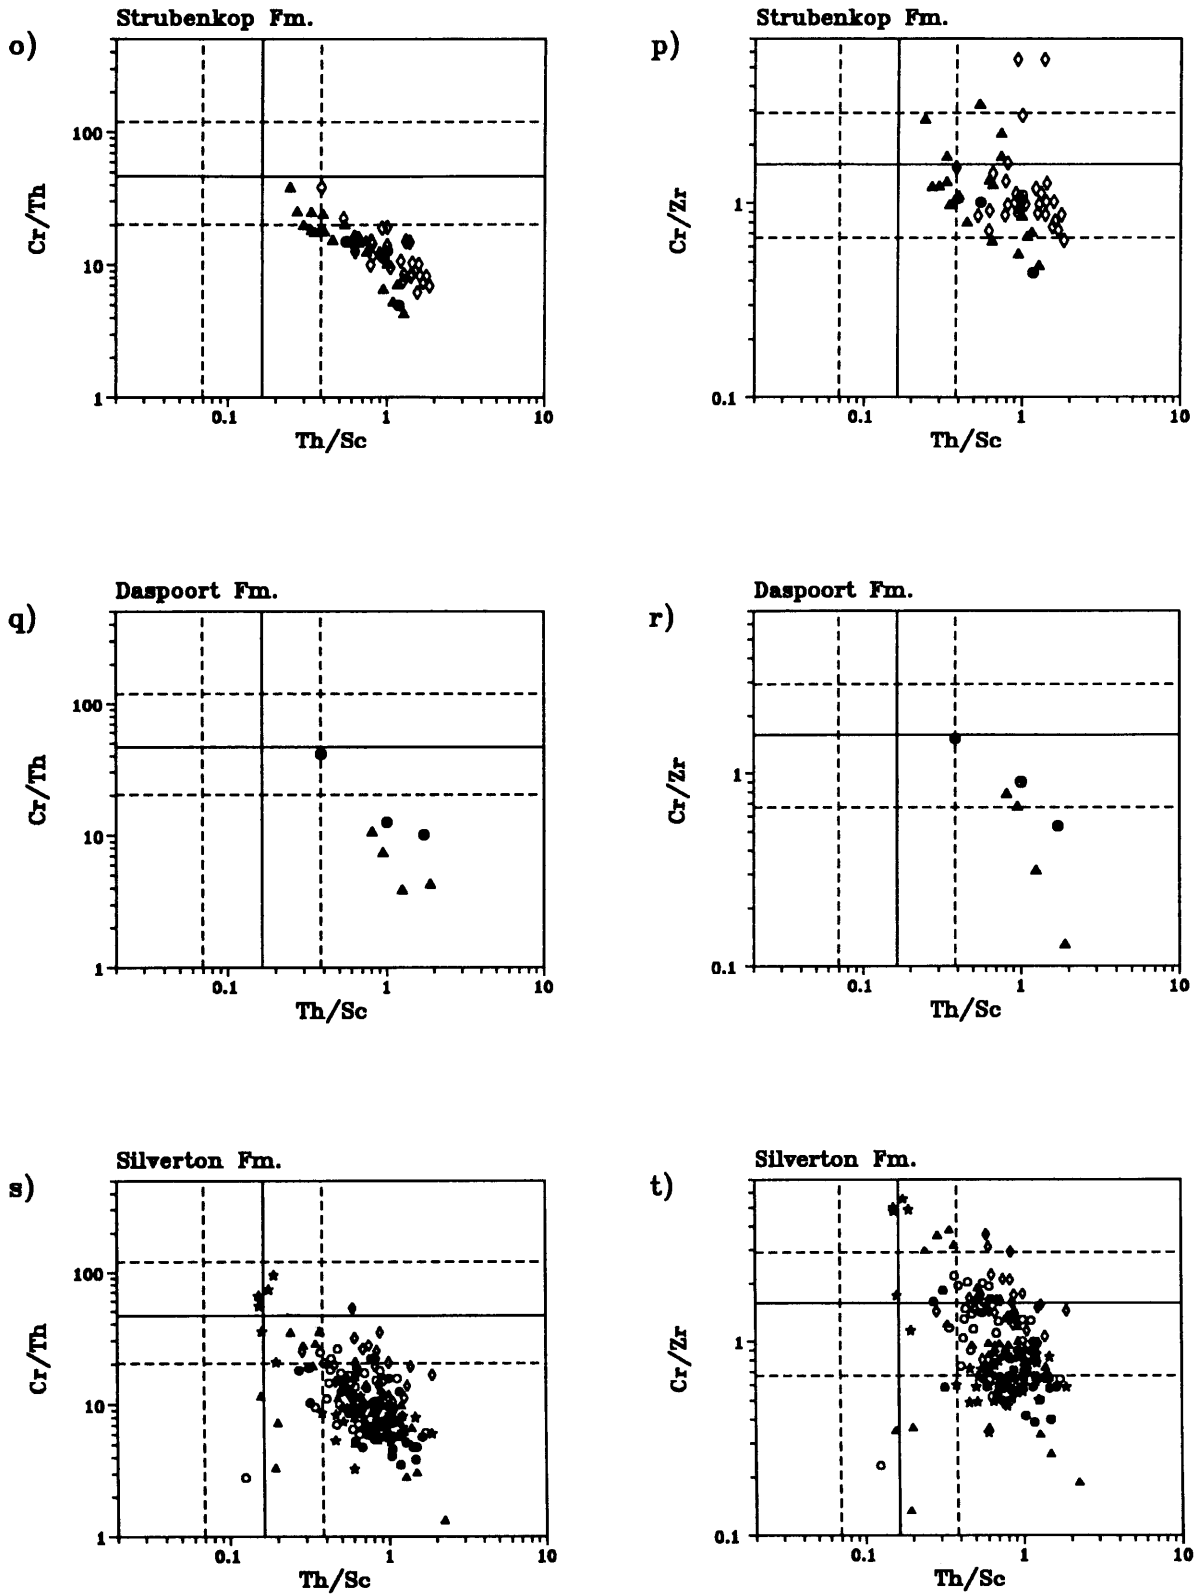 Strubenkop Fm.
o)
Cr/Th
100
10
1
0.1 1 10
Th/Sc
Strubenkop Fm.
p)
Cr/Zr
1
0.1
0.1 1 10
Th/Sc
Daspoort Fm.
q)
Cr/Th
100
10
1
0.1 1 10
Th/Sc
Daspoort Fm.
r)
Cr/Zr
1
0.1
0.1 1 10
Th/Sc
Silverton Fm.
s)
Cr/Th
100
10
1
0.1 1 10
Th/Sc
Silverton Fm.
t)
Cr/Zr
1
0.1
0.1 1 10
Th/Sc